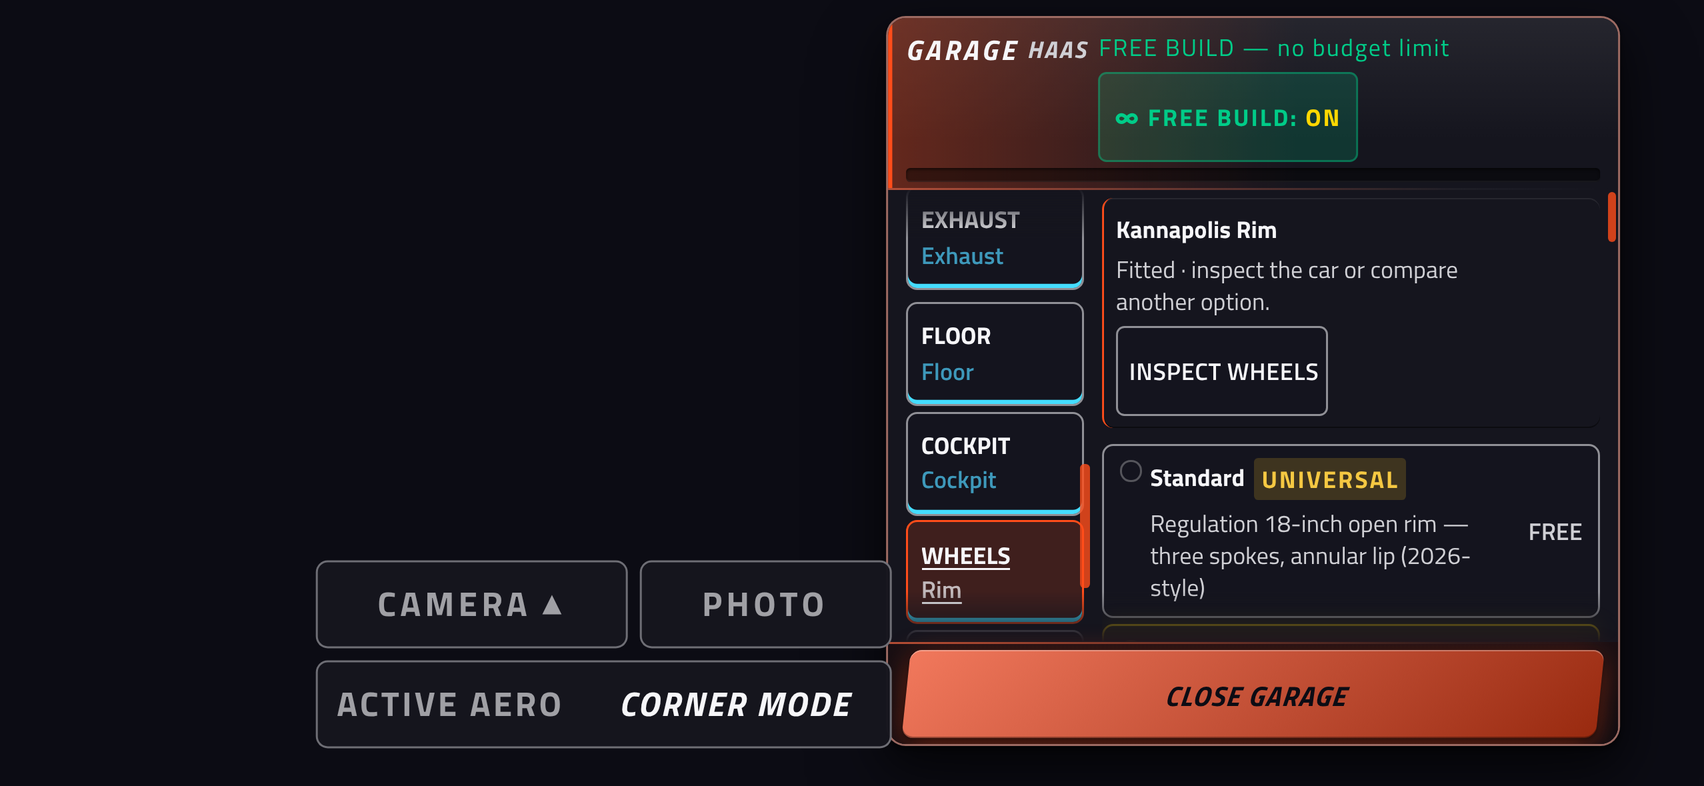 GARAGE HAAS FREE BUILD — no budget limit
∞ FREE BUILD: ON
EXHAUST
Exhaust
FLOOR
Floor
COCKPIT
Cockpit
WHEELS
Rim
Kannapolis Rim
Fitted · inspect the car or compare
another option.
INSPECT WHEELS
Standard UNIVERSAL
Regulation 18-inch open rim —
three spokes, annular lip (2026-
style)
FREE
CAMERA ▲
PHOTO
ACTIVE AERO CORNER MODE
CLOSE GARAGE